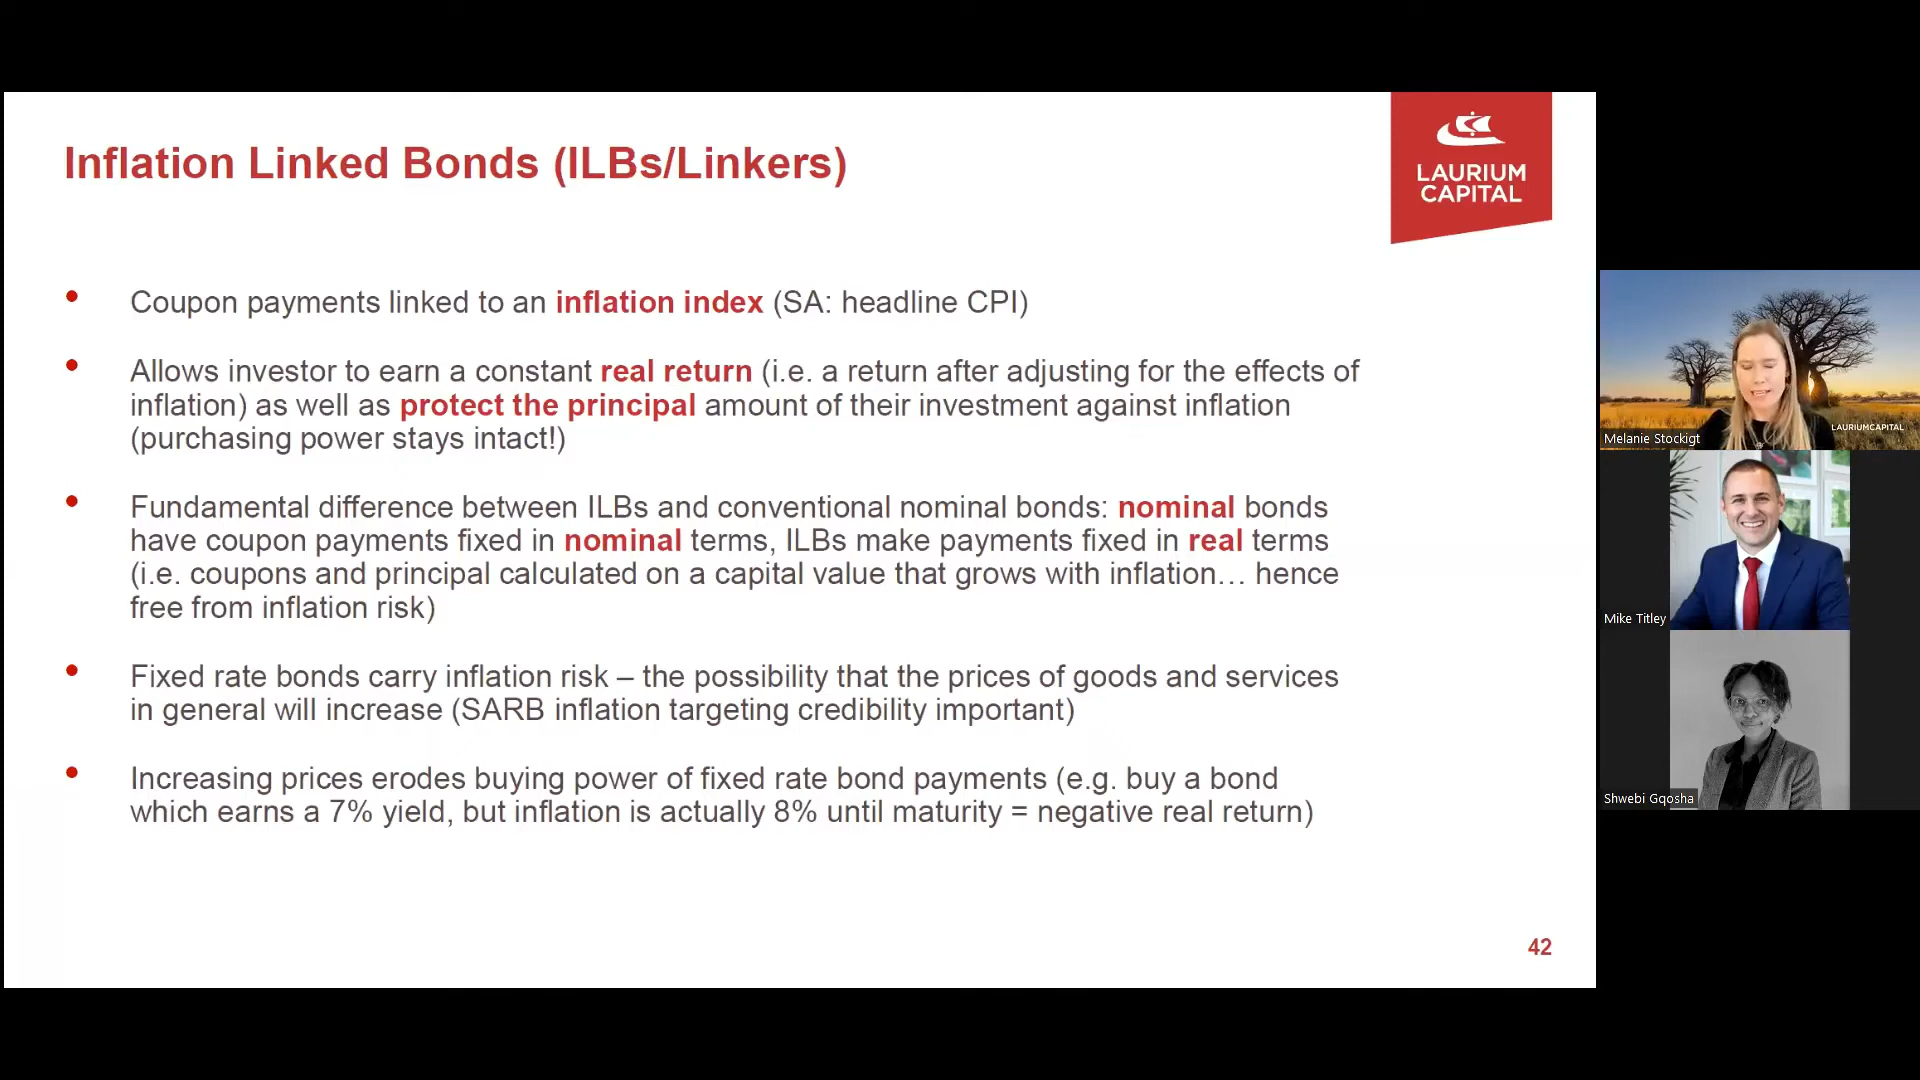 Inflation Linked Bonds (ILBs/Linkers)
LAURIUM
CAPITAL
• Coupon payments linked to an inflation index (SA: headline CPI)
• Allows investor to earn a constant real return (i.e. a return after adjusting for the effects of
inflation) as well as protect the principal amount of their investment against inflation
(purchasing power stays intact!)
• Fundamental difference between ILBs and conventional nominal bonds: nominal bonds
have coupon payments fixed in nominal terms, ILBs make payments fixed in real terms
(i.e. coupons and principal calculated on a capital value that grows with inflation… hence
free from inflation risk)
• Fixed rate bonds carry inflation risk – the possibility that the prices of goods and services
in general will increase (SARB inflation targeting credibility important)
• Increasing prices erodes buying power of fixed rate bond payments (e.g. buy a bond
which earns a 7% yield, but inflation is actually 8% until maturity = negative real return)
42
LAURIUMCAPITAL
Melanie Stockigt
Mike Titley
Shwebi Gqosha